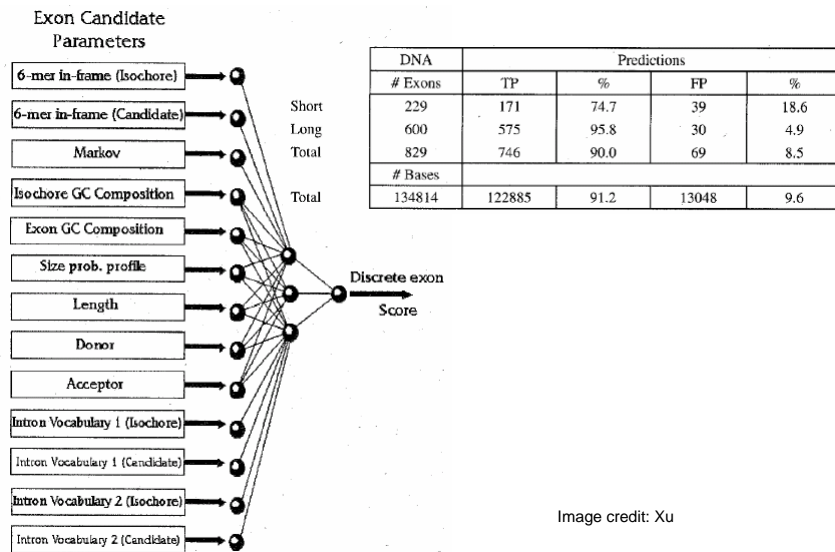 Exon Candidate
Parameters
6-mer in-frame (Isochore)
6-mer in-frame (Candidate)
Markov
Isochore GC Composition
Exon GC Composition
Size prob. profile
Length
Donor
Acceptor
Intron Vocabulary 1 (Isochore)
Intron Vocabulary 1 (Candidate)
Intron Vocabulary 2 (Isochore)
Intron Vocabulary 2 (Candidate)
Discrete exon
Score
DNA Predictions
# Exons TP % FP %
Short 229 171 74.7 39 18.6
Long 600 575 95.8 30 4.9
Total 829 746 90.0 69 8.5
# Bases
Total 134814 122885 91.2 13048 9.6
Image credit: Xu